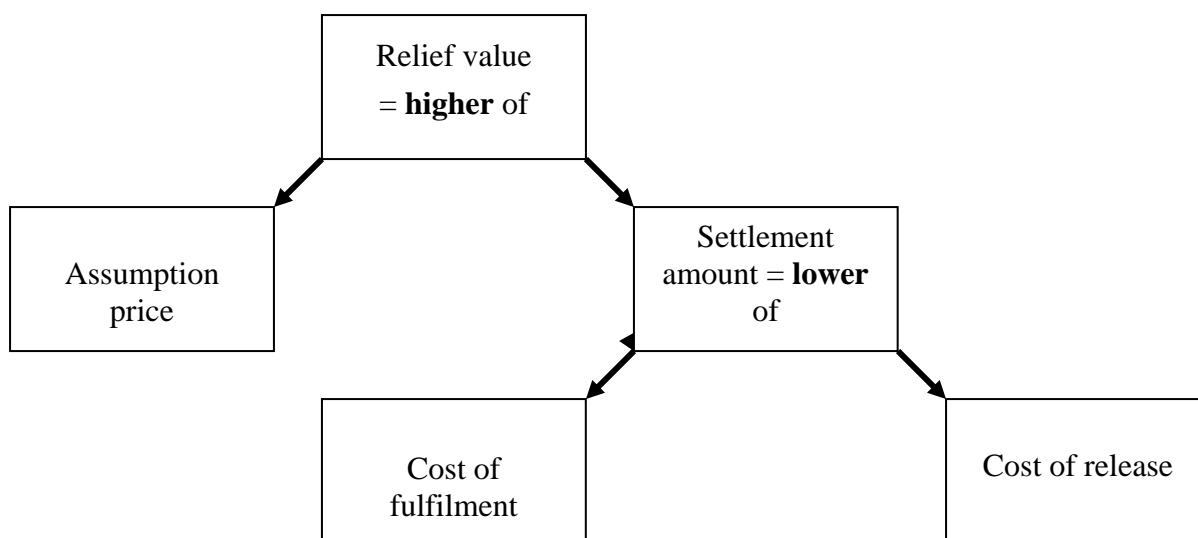 Relief value
= higher of
Assumption
price
Settlement
amount = lower
of
Cost of
fulfilment
Cost of release